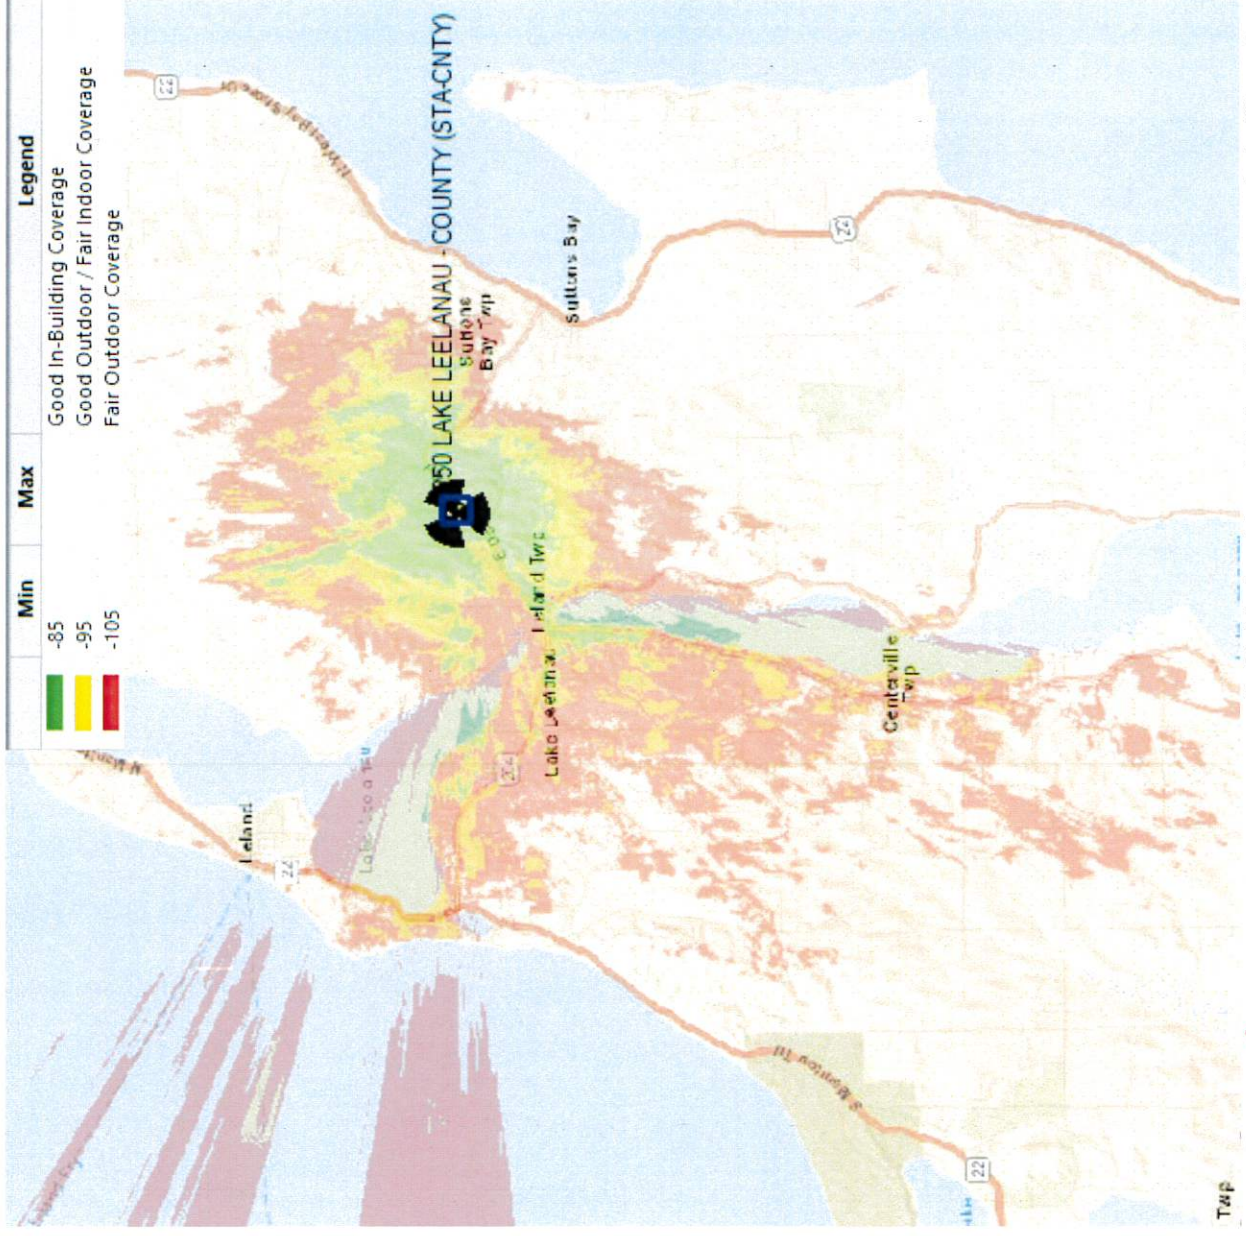 Min Max Legend
-85 Good In-Building Coverage
-95 Good Outdoor / Fair Indoor Coverage
-105 Fair Outdoor Coverage
22
Leland
22
204
Lake Leelanau
Leland Twp
350 LAKE LEELANAU - COUNTY (STA-CNTY)
Suttons
Bay Twp
Suttons Bay
22
Centerville
Twp
S Manitou Trl
22
Twp